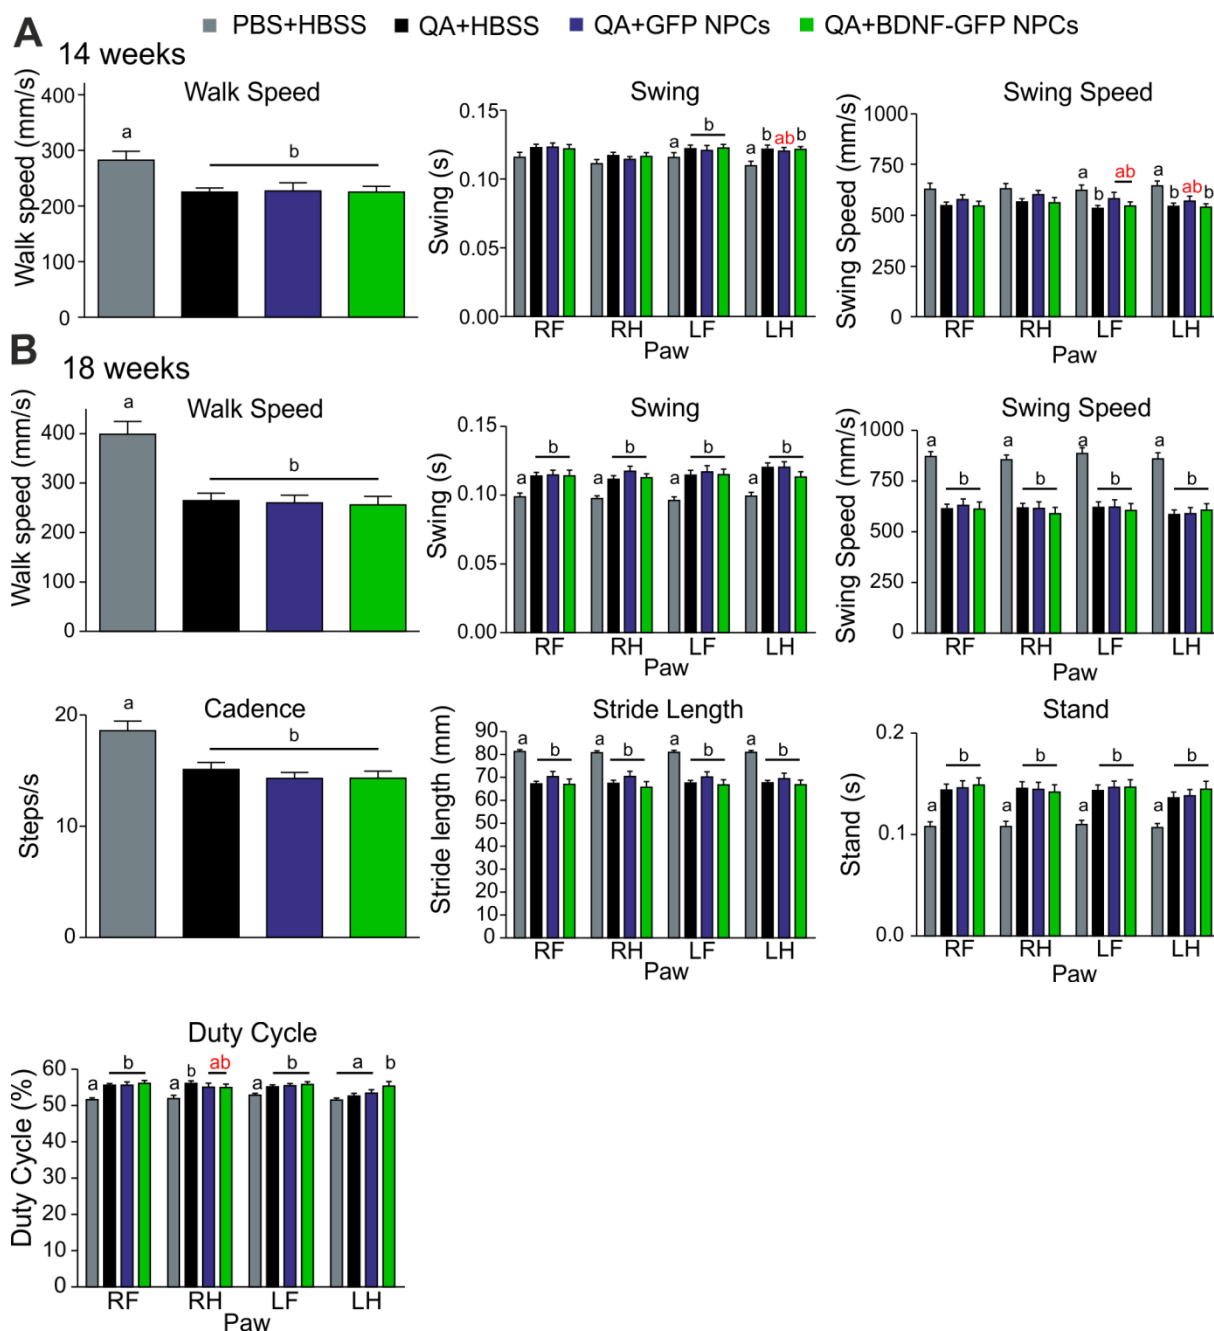 A
PBS+HBSS QA+HBSS QA+GFP NPCs QA+BDNF-GFP NPCs
14 weeks
Walk Speed
Walk speed (mm/s)
400
300
200
100
0
a
b
Swing
Swing (s)
0.15
0.10
0.05
0.00
a b a b ab b
RF RH LF LH
Paw
Swing Speed
Swing Speed (mm/s)
1000
750
500
250
0
a b ab a b ab b
RF RH LF LH
Paw
B
18 weeks
Walk Speed
Walk speed (mm/s)
400
300
200
100
0
a
b
Swing
Swing (s)
0.15
0.10
0.05
0.00
a b a b a b a b
RF RH LF LH
Paw
Swing Speed
Swing Speed (mm/s)
1000
750
500
250
0
a b a b a b a b
RF RH LF LH
Paw
Cadence
Steps/s
20
10
0
a
b
Stride Length
Stride length (mm)
90
80
70
60
50
40
30
20
10
0
a b a b a b a b
RF RH LF LH
Paw
Stand
Stand (s)
0.2
0.1
0.0
a b a b a b a b
RF RH LF LH
Paw
Duty Cycle
Duty Cycle (%)
60
50
40
30
20
10
0
a b a b ab a b a b
RF RH LF LH
Paw